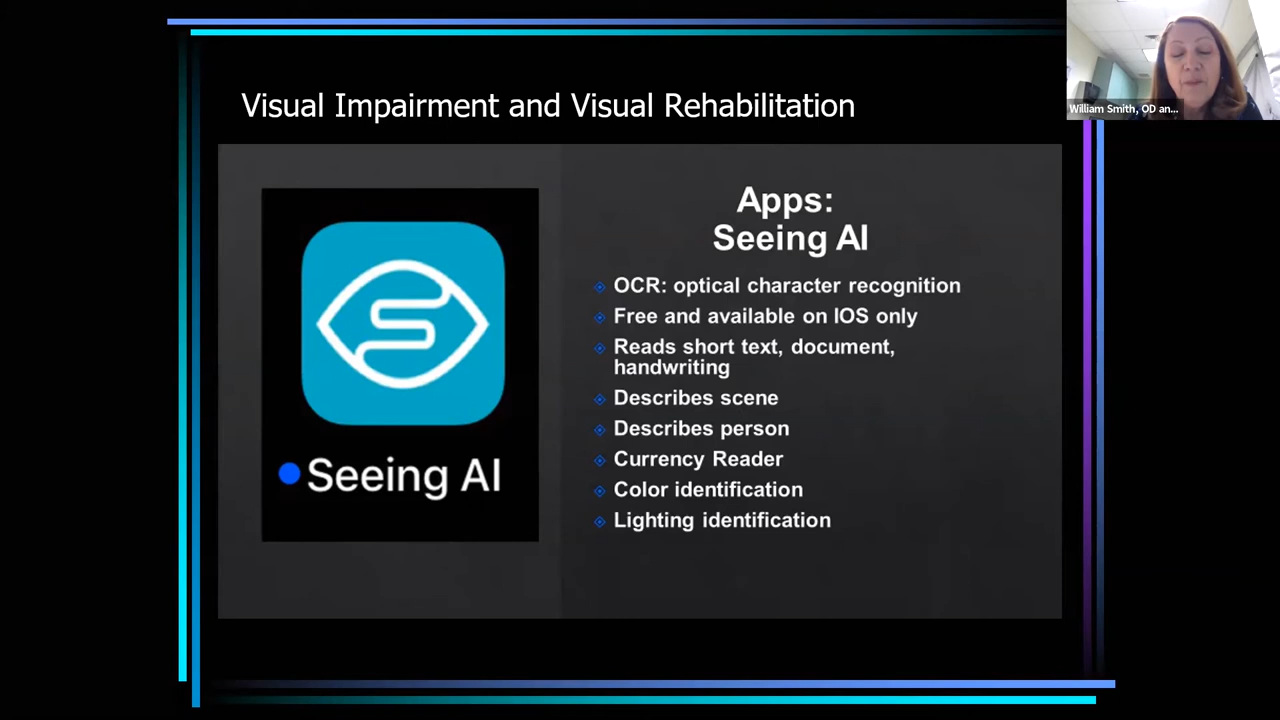 William Smith, OD an...
Visual Impairment and Visual Rehabilitation
Apps:
Seeing AI
OCR: optical character recognition
Free and available on IOS only
Reads short text, document,
handwriting
Describes scene
Describes person
Currency Reader
Color identification
Lighting identification
Seeing AI